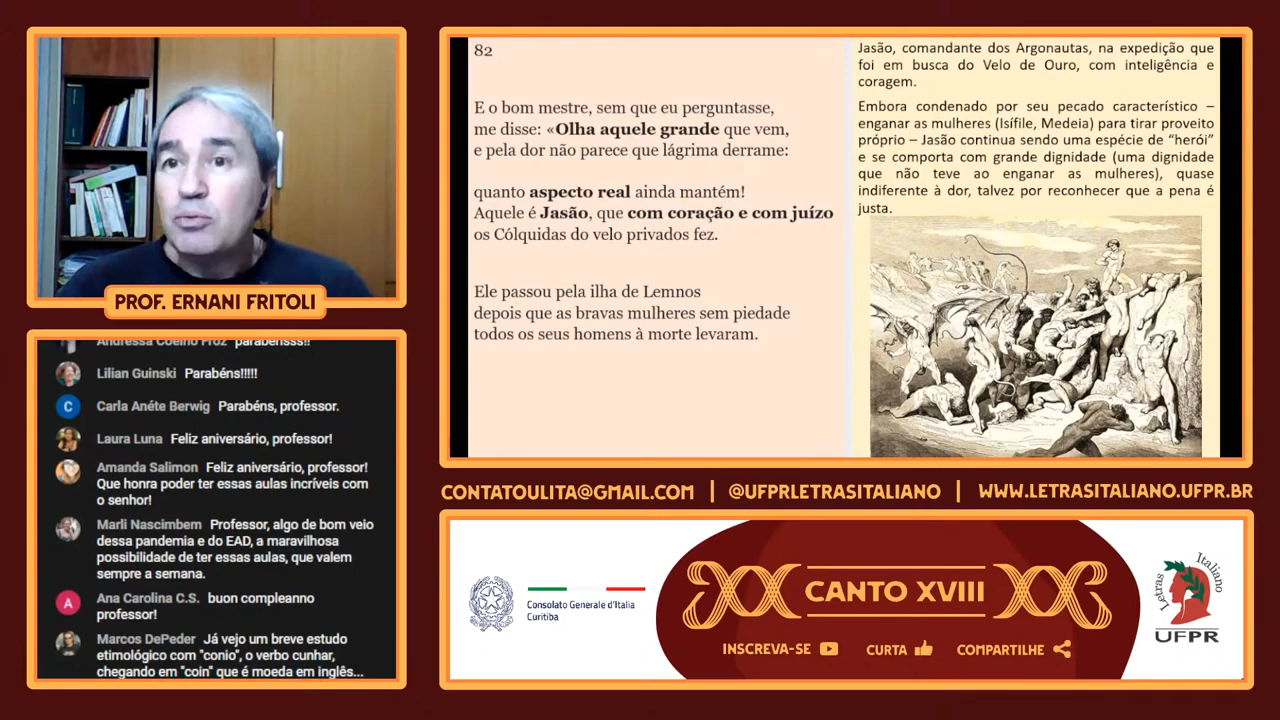 PROF. ERNANI FRITOLI
Andressa Coelho Froz parabénsss!!
Lilian Guinski Parabéns!!!!!
C
Carla Anéte Berwig Parabéns, professor.
Laura Luna Feliz aniversário, professor!
Amanda Salimon Feliz aniversário, professor!
Que honra poder ter essas aulas incríveis com
o senhor!
Marli Nascimbem Professor, algo de bom veio
dessa pandemia e do EAD, a maravilhosa
possibilidade de ter essas aulas, que valem
sempre a semana.
A
Ana Carolina C.S. buon compleanno
professor!
Marcos DePeder Já vejo um breve estudo
etimológico com "conio", o verbo cunhar,
chegando em "coin" que é moeda em inglês...
82
E o bom mestre, sem que eu perguntasse,
me disse: «Olha aquele grande que vem,
e pela dor não parece que lágrima derrame:
quanto aspecto real ainda mantém!
Aquele é Jasão, que com coração e com juízo
os Cólquidas do velo privados fez.
Ele passou pela ilha de Lemnos
depois que as bravas mulheres sem piedade
todos os seus homens à morte levaram.
Jasão, comandante dos Argonautas, na expedição que
foi em busca do Velo de Ouro, com inteligência e
coragem.
Embora condenado por seu pecado característico –
enganar as mulheres (Isífile, Medeia) para tirar proveito
próprio – Jasão continua sendo uma espécie de “herói”
e se comporta com grande dignidade (uma dignidade
que não teve ao enganar as mulheres), quase
indiferente à dor, talvez por reconhecer que a pena é
justa.
CONTATOULITA@GMAIL.COM | @UFPRLETRASITALIANO | WWW.LETRASITALIANO.UFPR.BR
Consolato Generale d'Italia
Curitiba
CANTO XVIII
INSCREVA-SE CURTA COMPARTILHE
Letras Italiano
UFPR